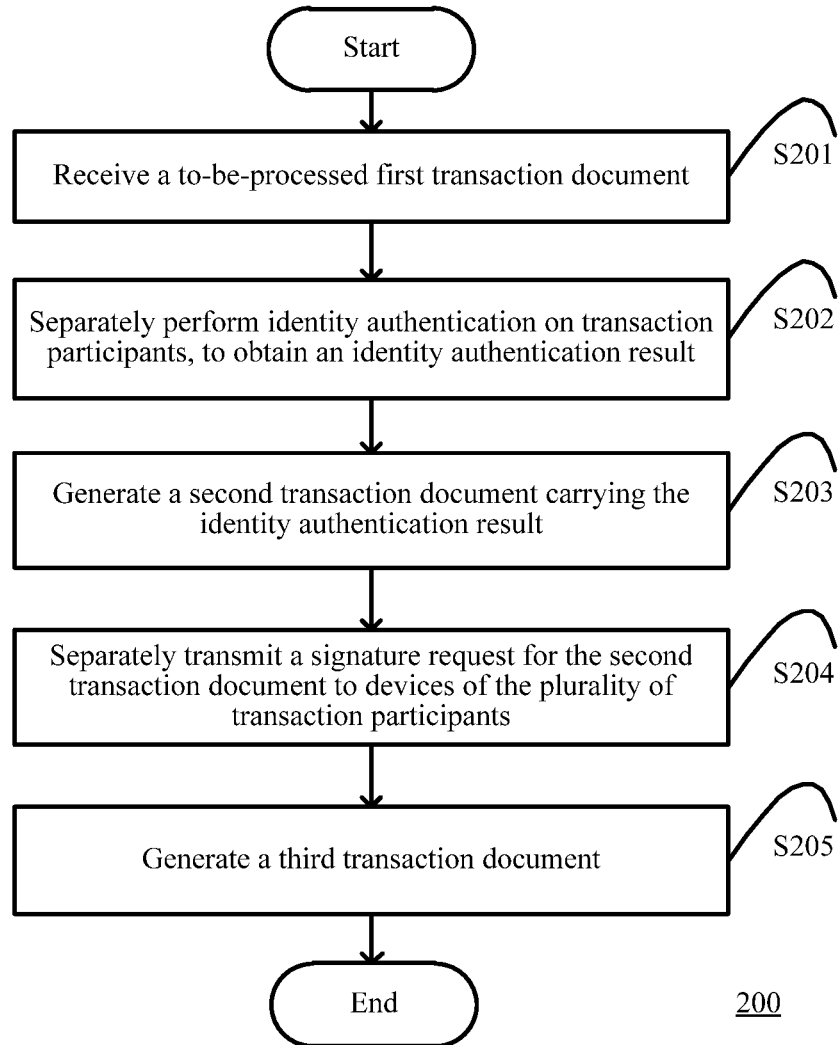 Start
Receive a to-be-processed first transaction document
S201
Separately perform identity authentication on transaction
participants, to obtain an identity authentication result
S202
Generate a second transaction document carrying the
identity authentication result
S203
Separately transmit a signature request for the second
transaction document to devices of the plurality of
transaction participants
S204
Generate a third transaction document
S205
End
200